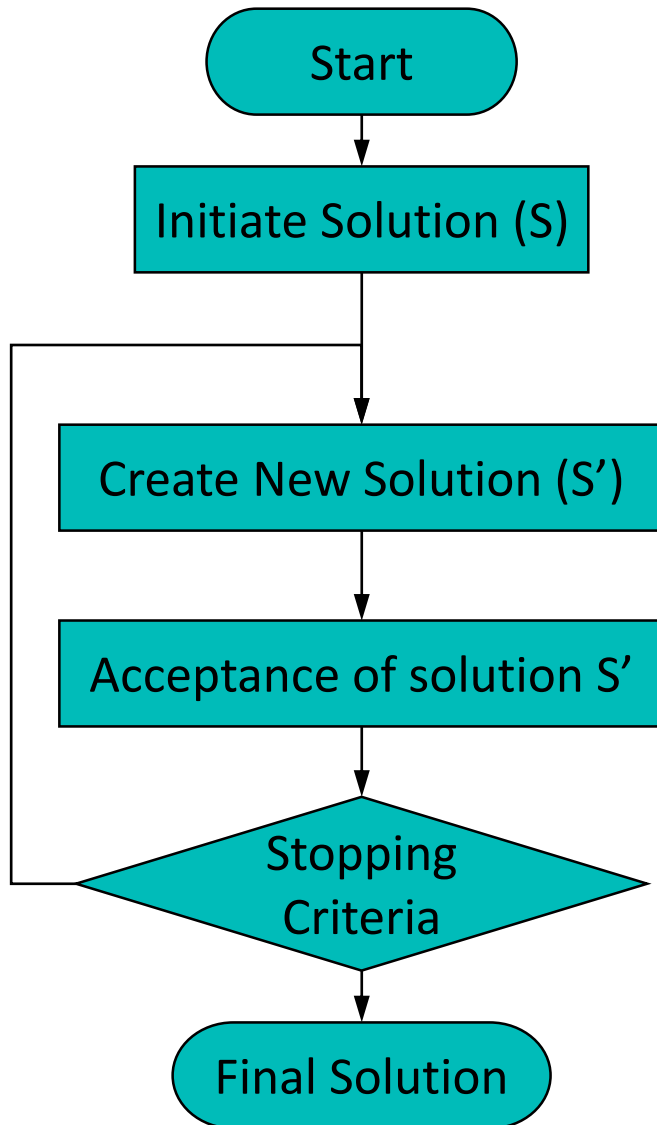 Start
Initiate Solution (S)
Create New Solution (S’)
Acceptance of solution S’
Stopping
Criteria
Final Solution